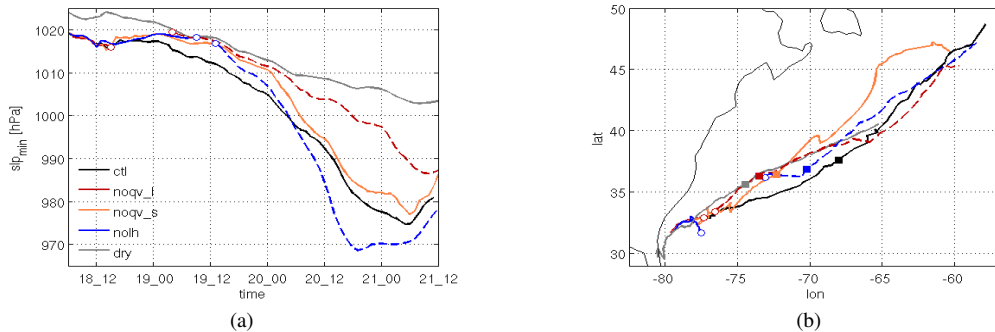 1020
1010
1000
990
980
970
slp_min [hPa]
ctl
noqv_l
noqv_s
nolh
dry
18_12 19_00 19_12 20_00 20_12 21_00 21_12
time
(a)
50
45
40
35
30
lat
-80 -75 -70 -65 -60
lon
(b)